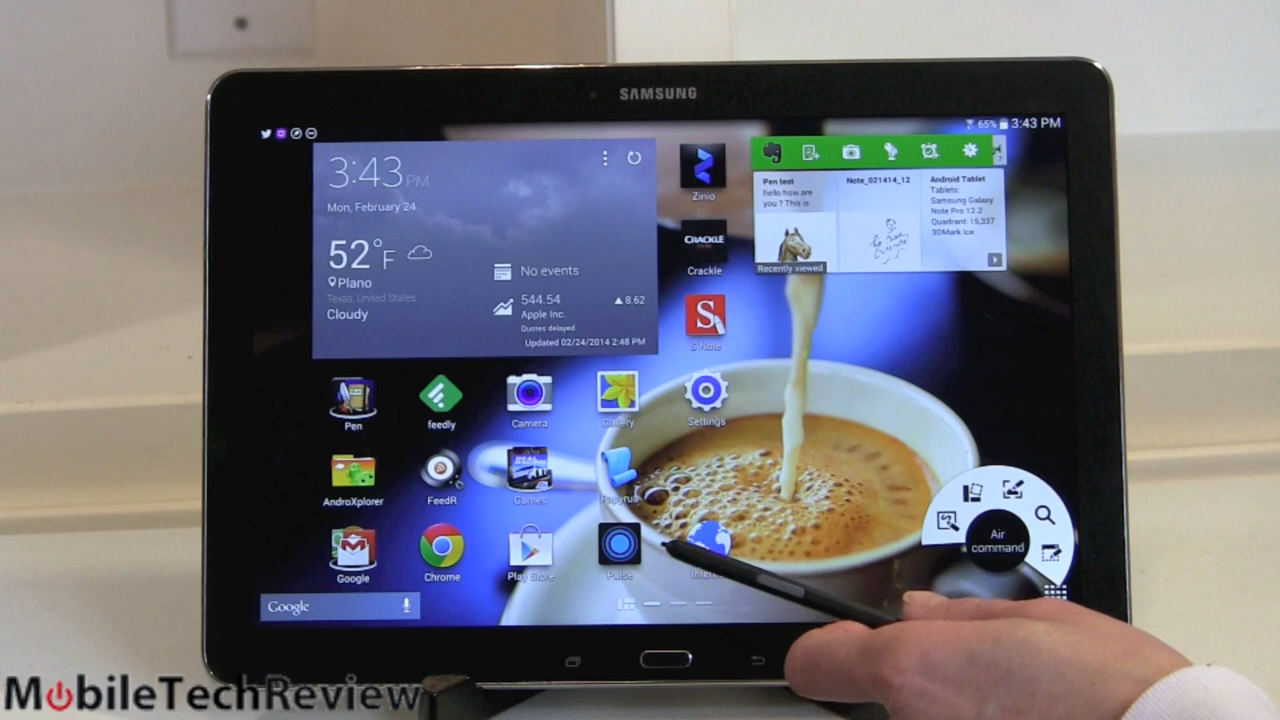 SAMSUNG
65% 3:43 PM
3:43 PM
Mon, February 24
52°F
Plano
Texas, United States
Cloudy
No events
544.54 ▲8.62
Apple Inc.
Quotes delayed
Updated 02/24/2014 2:48 PM
Zinio
CRACKLE
Crackle
S
S Note
Pen test
hello how are
you ? This is
Recently viewed
Note_021414_12
Android Tablet
Tablets:
Samsung Galaxy
Note Pro 12.2
Quadrant: 15,337
3DMark Ice
Pen
feedly
Camera
Gallery
Settings
AndroXplorer
FeedR
Games
Papyrus
Google
Chrome
Play Store
Pulse
Air
command
Google
MobileTechReview